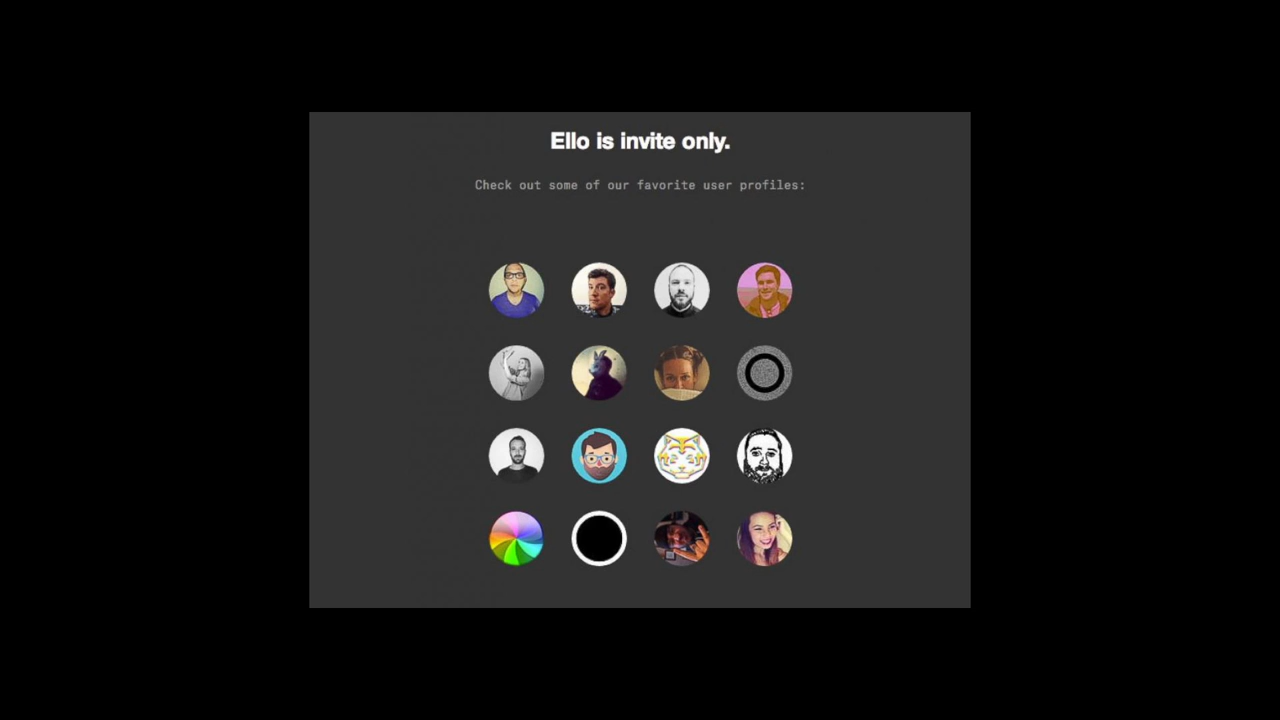 Ello is invite only.
Check out some of our favorite user profiles: